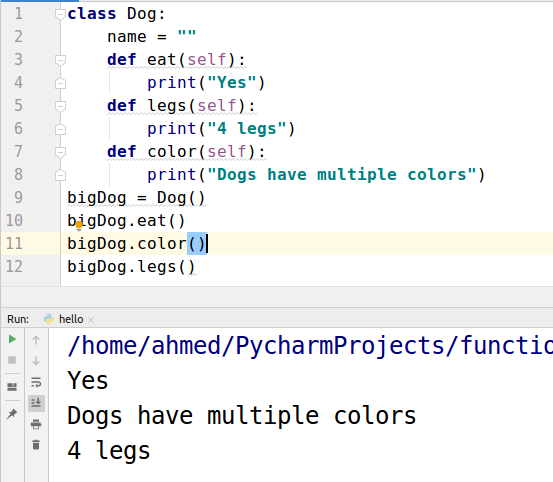 1 class Dog:
2     name = ""
3     def eat(self):
4         print("Yes")
5     def legs(self):
6         print("4 legs")
7     def color(self):
8         print("Dogs have multiple colors")
9 bigDog = Dog()
10 bigDog.eat()
11 bigDog.color()
12 bigDog.legs()
Run: hello ×
/home/ahmed/PycharmProjects/functio
Yes
Dogs have multiple colors
4 legs